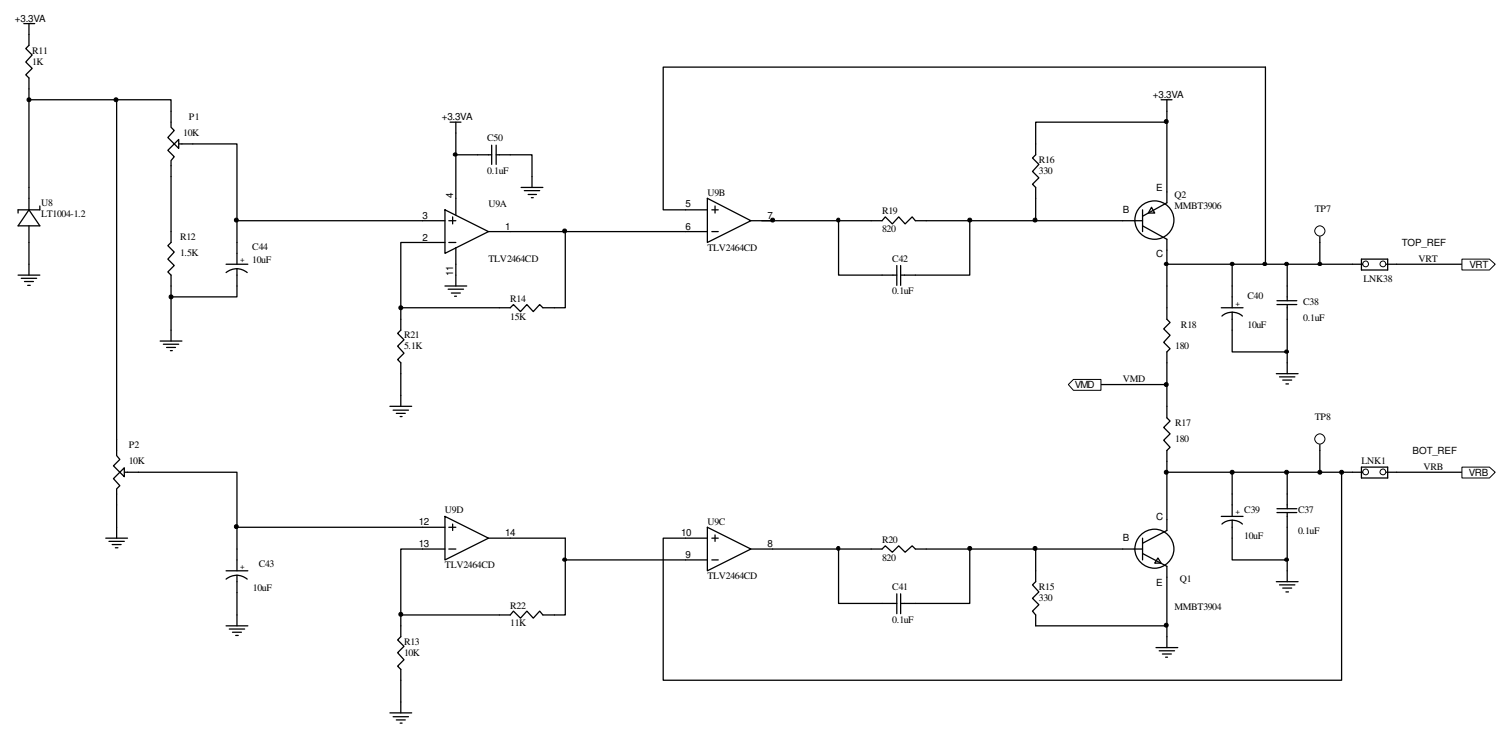 +3.3VA
R11
1K
P1
10K
U8
LT1004-1.2
R12
1.5K
C44
10uF
+3.3VA
C50
0.1uF
4
U9A
3
2
1
11
TLV2464CD
R14
15K
R21
5.1K
U9B
5
6
7
TLV2464CD
R19
820
C42
0.1uF
R16
330
+3.3VA
E
B
C
Q2
MMBT3906
TP7
TOP_REF
VRT
VRT
LNK38
C40
10uF
C38
0.1uF
R18
180
VMD
VMD
R17
180
P2
10K
C43
10uF
U9D
12
13
14
TLV2464CD
R22
11K
R13
10K
U9C
10
9
8
TLV2464CD
R20
820
C41
0.1uF
R15
330
C
B
E
Q1
MMBT3904
TP8
LNK1
BOT_REF
VRB
VRB
C39
10uF
C37
0.1uF